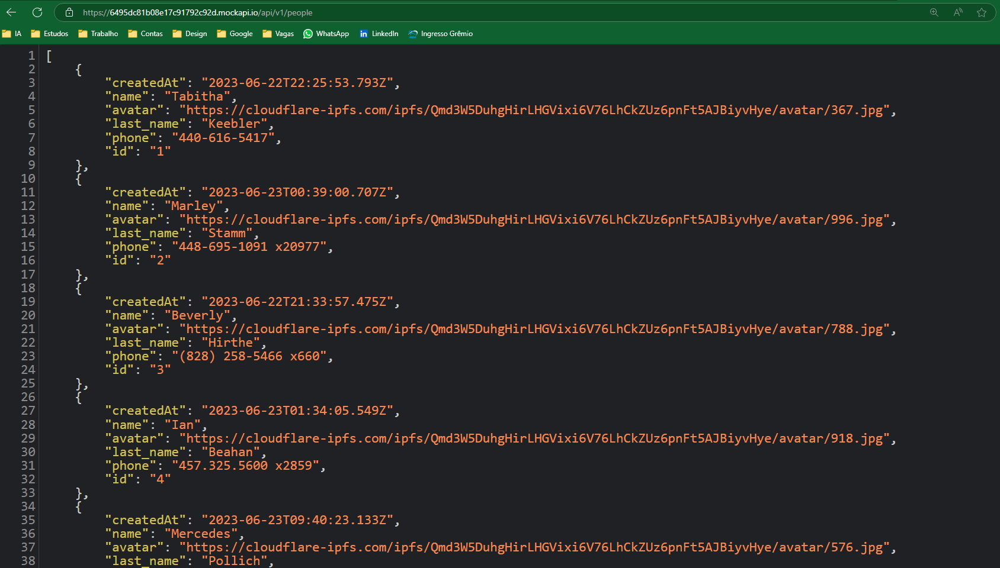 https://6495dc81b08e17c91792c92d.mockapi.io/api/v1/people
IA Estudos Trabalho Contas Design Google Vagas WhatsApp LinkedIn Ingresso Grêmio
1 [
2 {
3 "createdAt": "2023-06-22T22:25:53.793Z",
4 "name": "Tabitha",
5 "avatar": "https://cloudflare-ipfs.com/ipfs/Qmd3W5DuhgHirLHGVixi6V76LhCkZUz6pnFt5AJBiyvHye/avatar/367.jpg",
6 "last_name": "Keebler",
7 "phone": "440-616-5417",
8 "id": "1"
9 },
10 {
11 "createdAt": "2023-06-23T00:39:00.707Z",
12 "name": "Marley",
13 "avatar": "https://cloudflare-ipfs.com/ipfs/Qmd3W5DuhgHirLHGVixi6V76LhCkZUz6pnFt5AJBiyvHye/avatar/996.jpg",
14 "last_name": "Stamm",
15 "phone": "448-695-1091 x20977",
16 "id": "2"
17 },
18 {
19 "createdAt": "2023-06-22T21:33:57.475Z",
20 "name": "Beverly",
21 "avatar": "https://cloudflare-ipfs.com/ipfs/Qmd3W5DuhgHirLHGVixi6V76LhCkZUz6pnFt5AJBiyvHye/avatar/788.jpg",
22 "last_name": "Hirthe",
23 "phone": "(828) 258-5466 x660",
24 "id": "3"
25 },
26 {
27 "createdAt": "2023-06-23T01:34:05.549Z",
28 "name": "Ian",
29 "avatar": "https://cloudflare-ipfs.com/ipfs/Qmd3W5DuhgHirLHGVixi6V76LhCkZUz6pnFt5AJBiyvHye/avatar/918.jpg",
30 "last_name": "Beahan",
31 "phone": "457.325.5600 x2859",
32 "id": "4"
33 },
34 {
35 "createdAt": "2023-06-23T09:40:23.133Z",
36 "name": "Mercedes",
37 "avatar": "https://cloudflare-ipfs.com/ipfs/Qmd3W5DuhgHirLHGVixi6V76LhCkZUz6pnFt5AJBiyvHye/avatar/576.jpg",
38 "last_name": "Pollich",